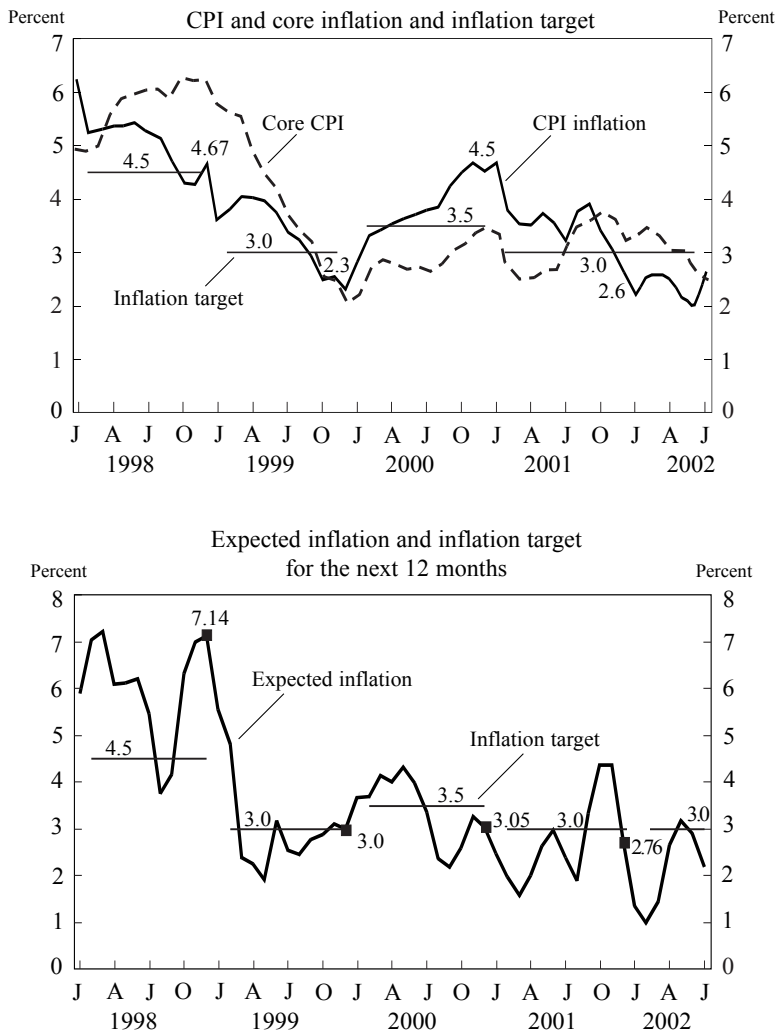 CPI and core inflation and inflation target
Percent Percent
7 7
6 6
5 5
4 4
3 3
2 2
1 1
0 0
Core CPI
CPI inflation
4.67
4.5
4.5
3.5
3.0
2.3
3.0
2.6
Inflation target
J A J O J A J O J A J O J A J O J A J
1998 1999 2000 2001 2002
Expected inflation and inflation target
for the next 12 months
Percent Percent
8 8
7 7
6 6
5 5
4 4
3 3
2 2
1 1
0 0
7.14
Expected inflation
4.5
Inflation target
3.5
3.0
3.0
3.05
3.0
2.76
3.0
J A J O J A J O J A J O J A J O J A J
1998 1999 2000 2001 2002